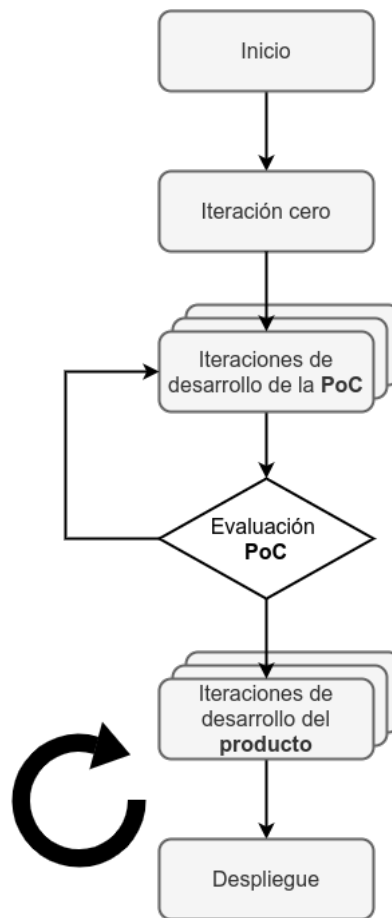 Inicio
Iteración cero
Iteraciones de
desarrollo de la PoC
Evaluación
PoC
Iteraciones de
desarrollo del
producto
Despliegue